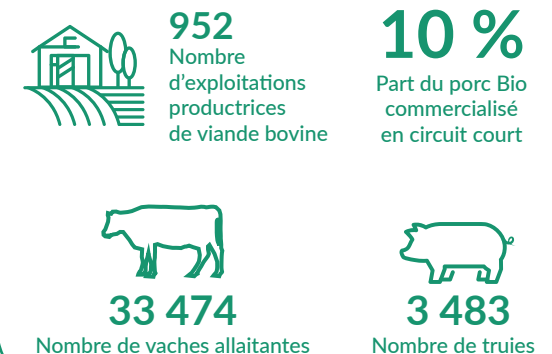 952
Nombre
d’exploitations
productrices
de viande bovine
10 %
Part du porc Bio
commercialisé
en circuit court
33 474
Nombre de vaches allaitantes
3 483
Nombre de truies